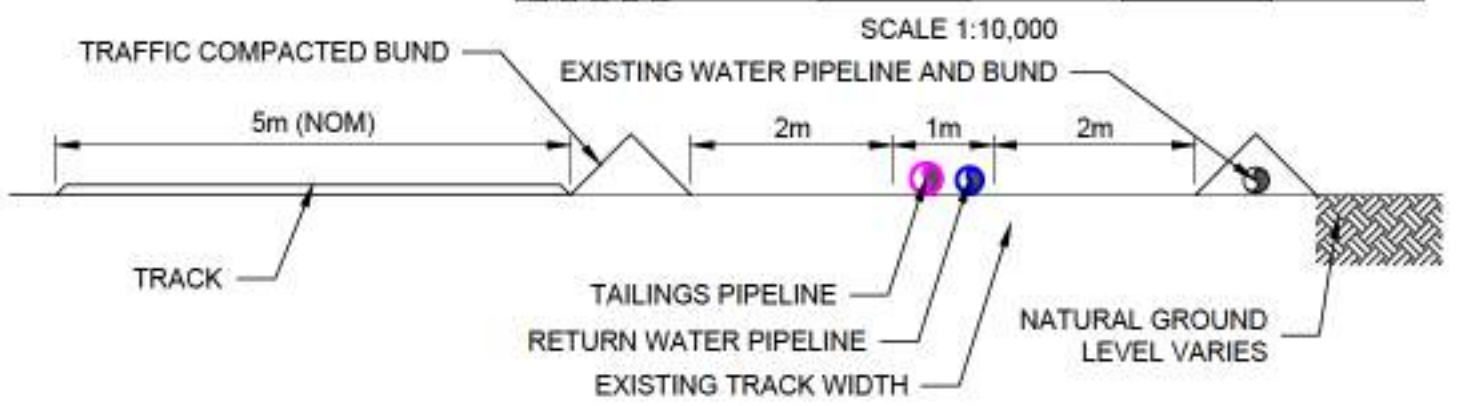 SCALE 1:10,000
TRAFFIC COMPACTED BUND
EXISTING WATER PIPELINE AND BUND
5m (NOM)
2m
1m
2m
TRACK
TAILINGS PIPELINE
RETURN WATER PIPELINE
EXISTING TRACK WIDTH
NATURAL GROUND
LEVEL VARIES